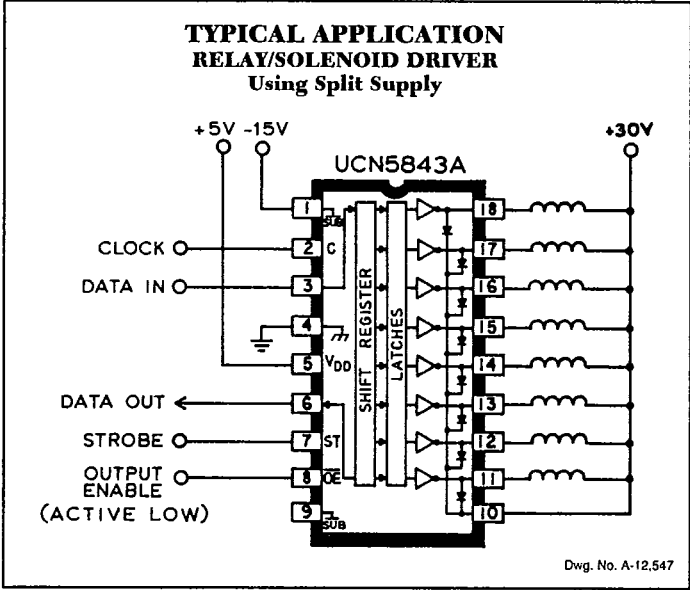 TYPICAL APPLICATION
RELAY/SOLENOID DRIVER
Using Split Supply
+5V -15V +30V
UCN5843A
1 SUB 18
CLOCK 2 C 17
DATA IN 3 16
4 15
5 VDD 14
DATA OUT 6 13
STROBE 7 ST 12
OUTPUT ENABLE 8 OE 11
(ACTIVE LOW) 9 SUB 10
SHIFT REGISTER
LATCHES
Dwg. No. A-12,547